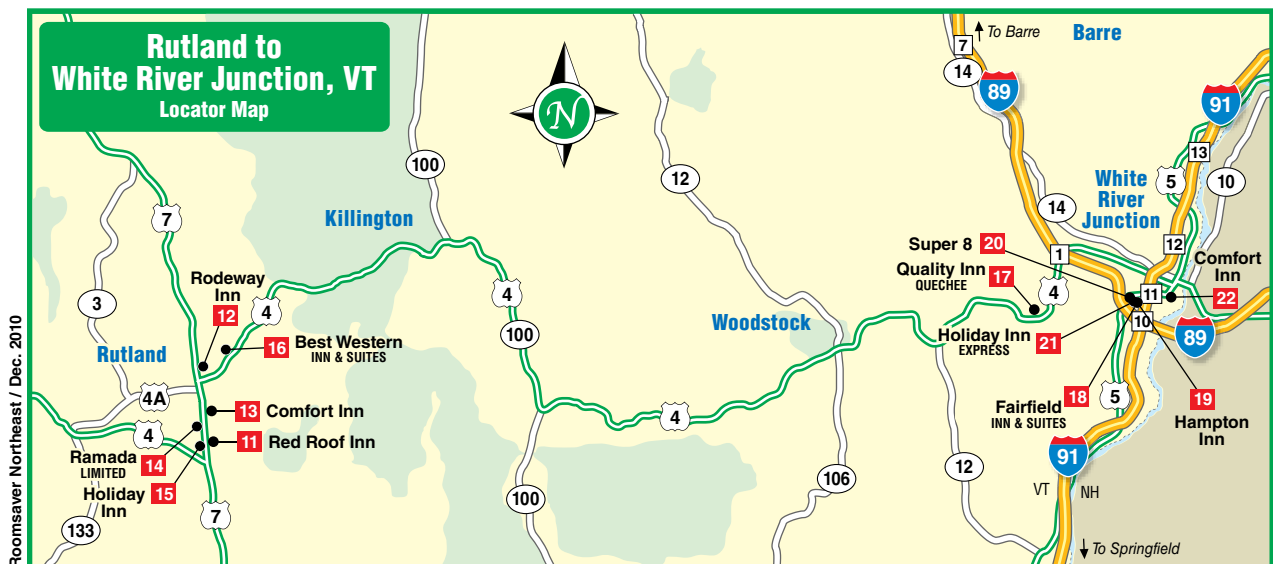 Rutland to
White River Junction, VT
Locator Map
N
To Barre
Barre
7
14
89
91
13
100
12
5
10
White
River
Junction
14
7
Killington
12
Super 8 20
1
Comfort
Inn
22
Quality Inn 17
QUECHEE
4
11
Rodeway
Inn
12
4
3
4
100
Woodstock
10
Holiday Inn
EXPRESS
21
89
Rutland
16 Best Western
INN & SUITES
4A
13 Comfort Inn
4
5
18
Fairfield
INN & SUITES
19
Hampton
Inn
4
11 Red Roof Inn
Ramada
LIMITED
14
Holiday
Inn
15
91
12
106
100
VT
NH
7
133
To Springfield
Roomsaver Northeast / Dec. 2010